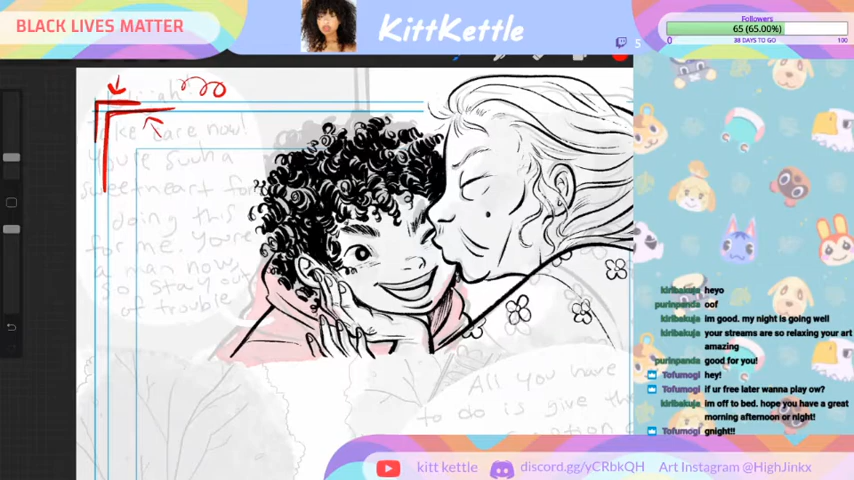 BLACK LIVES MATTER
KittKettle
5
Followers
65 (65.00%)
0
38 DAYS TO GO
100
take care now!
You're such a
sweetheart for
doing this
for me. You're
a man now,
so stay out
of trouble
All you have
to do is give
kiribakuja heyo
purinpanda oof
kiribakuja im good. my night is going well
kiribakuja your streams are so relaxing your art
amazing
purinpanda good for you!
Tofumogi hey!
Tofumogi if ur free later wanna play ow?
kiribakuja im off to bed. hope you have a great
morning afternoon or night!
Tofumogi gnight!!
kitt kettle
discord.gg/yCRbkQH
Art Instagram @HighJinkx